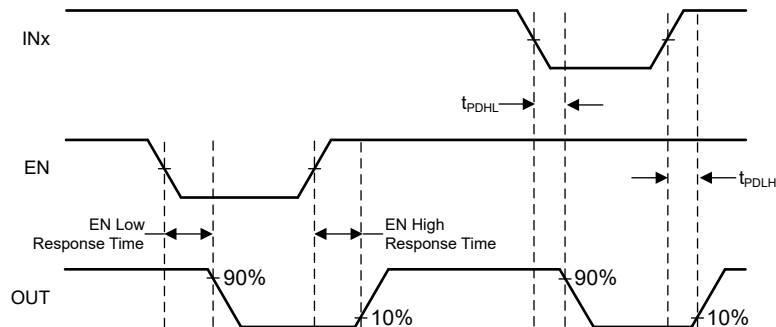 INx
tPDHL
EN
tPDLH
EN Low
Response Time
EN High
Response Time
90%
90%
OUT
10%
10%